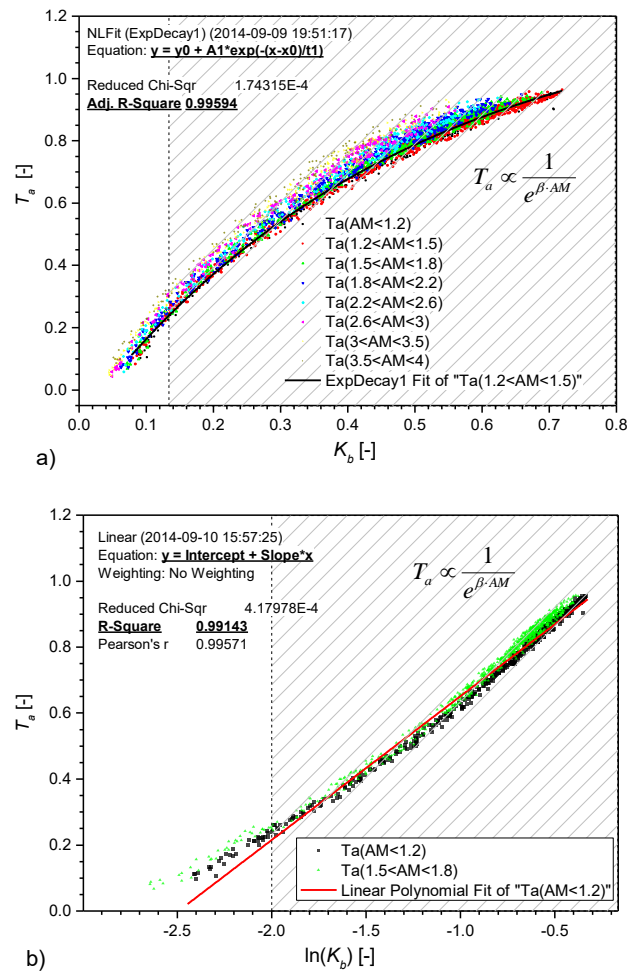 NLFit (ExpDecay1) (2014-09-09 19:51:17)
Equation: y = y0 + A1*exp(-(x-x0)/t1)
Reduced Chi-Sqr 1.74315E-4
Adj. R-Square 0.99594
T_a ∝ 1/e^{β·AM}
Ta(AM<1.2)
Ta(1.2<AM<1.5)
Ta(1.5<AM<1.8)
Ta(1.8<AM<2.2)
Ta(2.2<AM<2.6)
Ta(2.6<AM<3)
Ta(3<AM<3.5)
Ta(3.5<AM<4)
ExpDecay1 Fit of "Ta(1.2<AM<1.5)"
1.2
1.0
0.8
0.6
0.4
0.2
0.0
T_a [-]
0.0 0.1 0.2 0.3 0.4 0.5 0.6 0.7 0.8
K_b [-]
a)
Linear (2014-09-10 15:57:25)
Equation: y = Intercept + Slope*x
Weighting: No Weighting
Reduced Chi-Sqr 4.17978E-4
R-Square 0.99143
Pearson's r 0.99571
T_a ∝ 1/e^{β·AM}
Ta(AM<1.2)
Ta(1.5<AM<1.8)
Linear Polynomial Fit of "Ta(AM<1.2)"
1.2
1.0
0.8
0.6
0.4
0.2
0.0
T_a [-]
-2.5 -2.0 -1.5 -1.0 -0.5
ln(K_b) [-]
b)